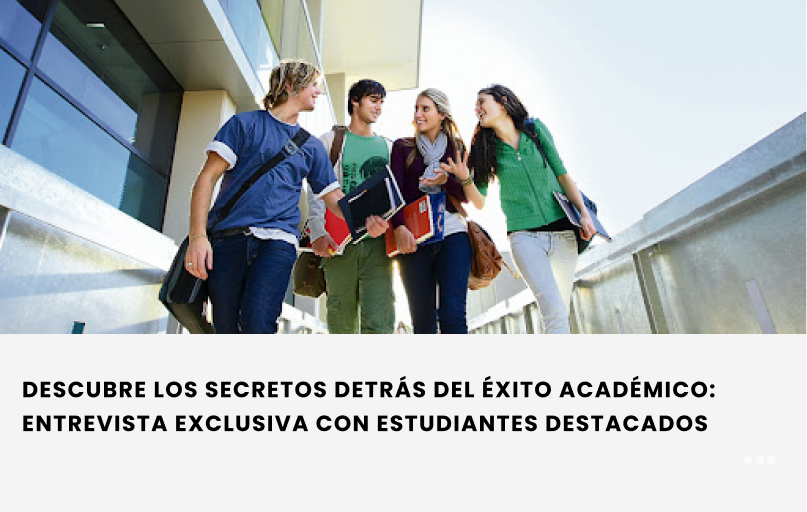 DESCUBRE LOS SECRETOS DETRÁS DEL ÉXITO ACADÉMICO:
ENTREVISTA EXCLUSIVA CON ESTUDIANTES DESTACADOS